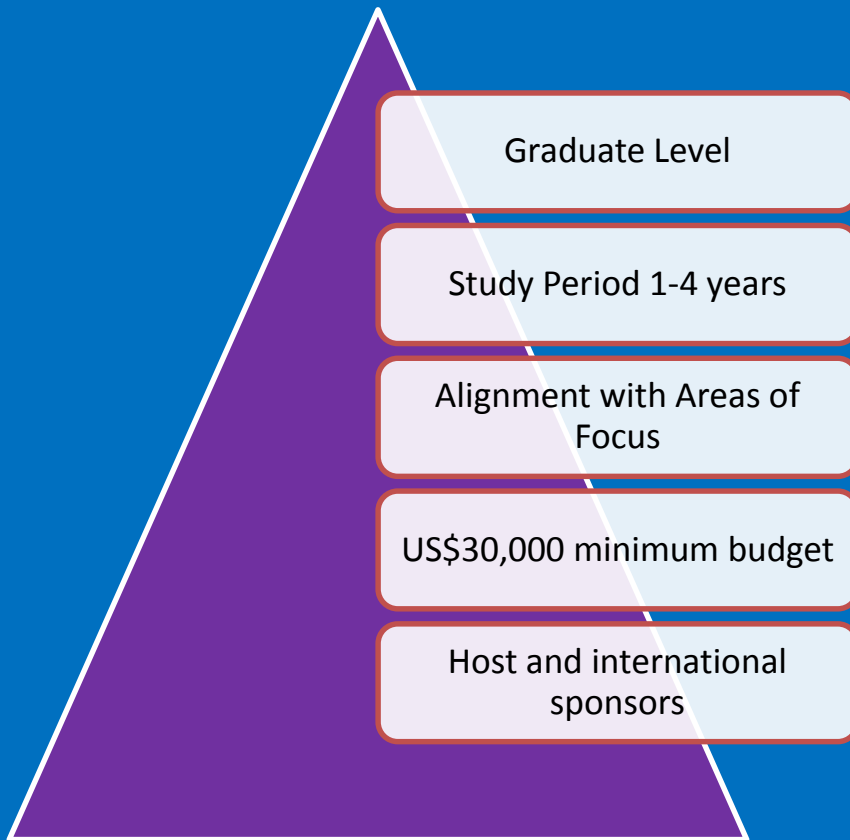 Graduate Level
Study Period 1-4 years
Alignment with Areas of
Focus
US$30,000 minimum budget
Host and international
sponsors